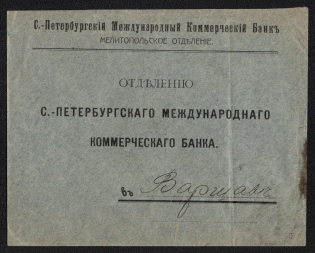 С.-Петербургскій Международный Коммерческій Банкъ
МЕЛИТОПОЛЬСКОЕ ОТДѢЛЕНІЕ.
ОТДѢЛЕНІЮ
С.-ПЕТЕРБУРГСКАГО МЕЖДУНАРОДНАГО
КОММЕРЧЕСКАГО БАНКА.
въ Варшавѣ